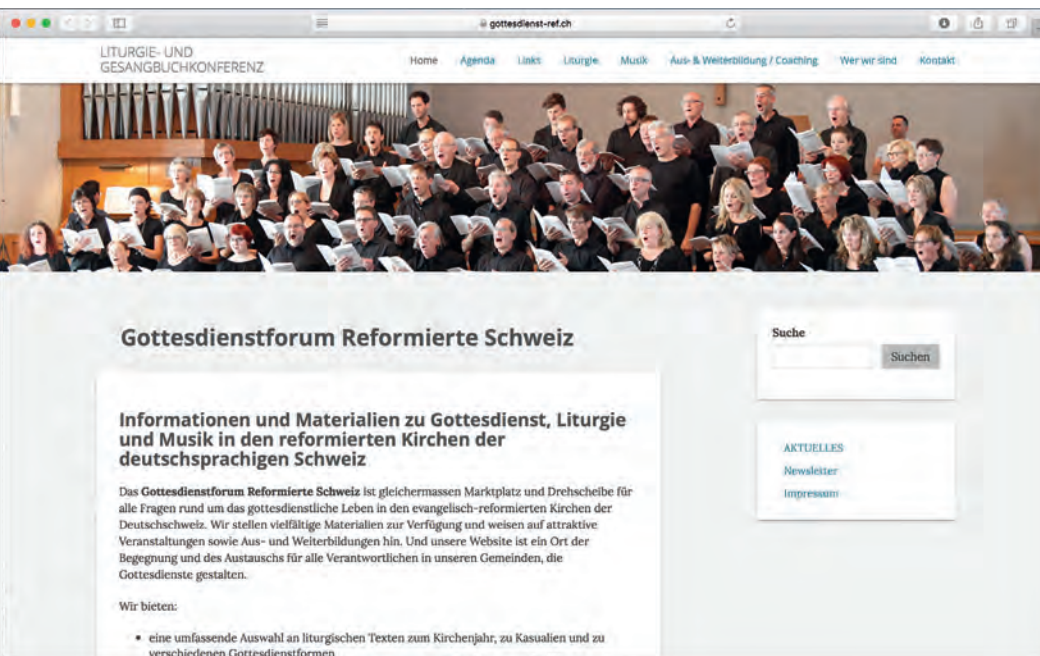 gottesdienst-ref.ch
LITURGIE- UND
GESANGBUCHKONFERENZ
Home Agenda Links Liturgie Musik Aus- & Weiterbildung / Coaching Wer wir sind Kontakt
Gottesdienstforum Reformierte Schweiz
Informationen und Materialien zu Gottesdienst, Liturgie
und Musik in den reformierten Kirchen der
deutschsprachigen Schweiz
Das Gottesdienstforum Reformierte Schweiz ist gleichermassen Marktplatz und Drehscheibe für
alle Fragen rund um das gottesdienstliche Leben in den evangelisch-reformierten Kirchen der
Deutschschweiz. Wir stellen vielfältige Materialien zur Verfügung und weisen auf attraktive
Veranstaltungen sowie Aus- und Weiterbildungen hin. Und unsere Website ist ein Ort der
Begegnung und des Austauschs für alle Verantwortlichen in unseren Gemeinden, die
Gottesdienste gestalten.
Wir bieten:
• eine umfassende Auswahl an liturgischen Texten zum Kirchenjahr, zu Kasualien und zu
verschiedenen Gottesdienstformen
Suche
Suchen
AKTUELLES
Newsletter
Impressum